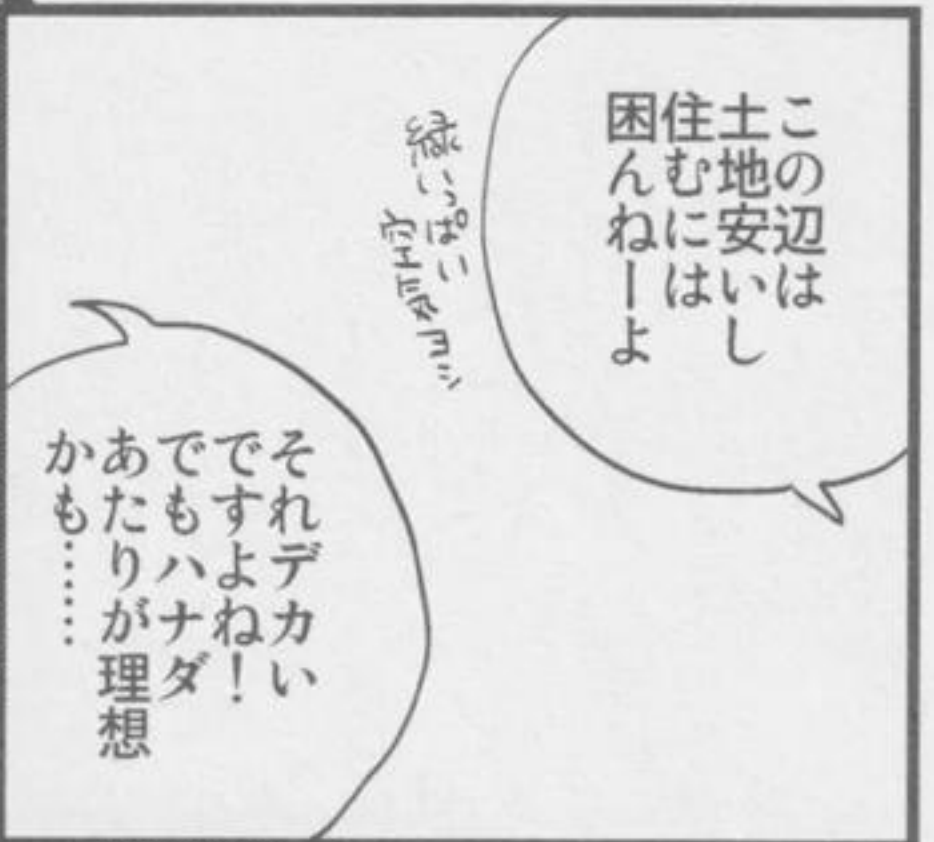 この辺は
土地安いし
住むには
困んねーよ
緑いっぱい
空気ヨシ
それデカい
ですよね！
でもハナダ
あたりが理想
かも……